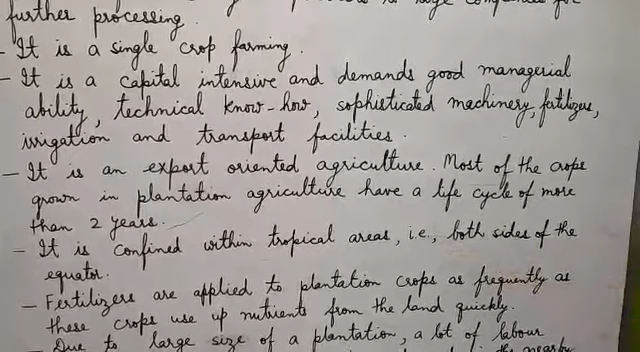 further processing.
- It is a single crop farming.
- It is a capital intensive and demands good managerial
ability, technical know-how, sophisticated machinery, fertilizers,
irrigation and transport facilities.
- It is an export oriented agriculture. Most of the crops
grown in plantation agriculture have a life cycle of more
than 2 years.
- It is confined within tropical areas, i.e., both sides of the
equator.
- Fertilizers are applied to plantation crops as frequently as
these crops use up nutrients from the land quickly.
- Due to large size of a plantation, a lot of labour
the nearby